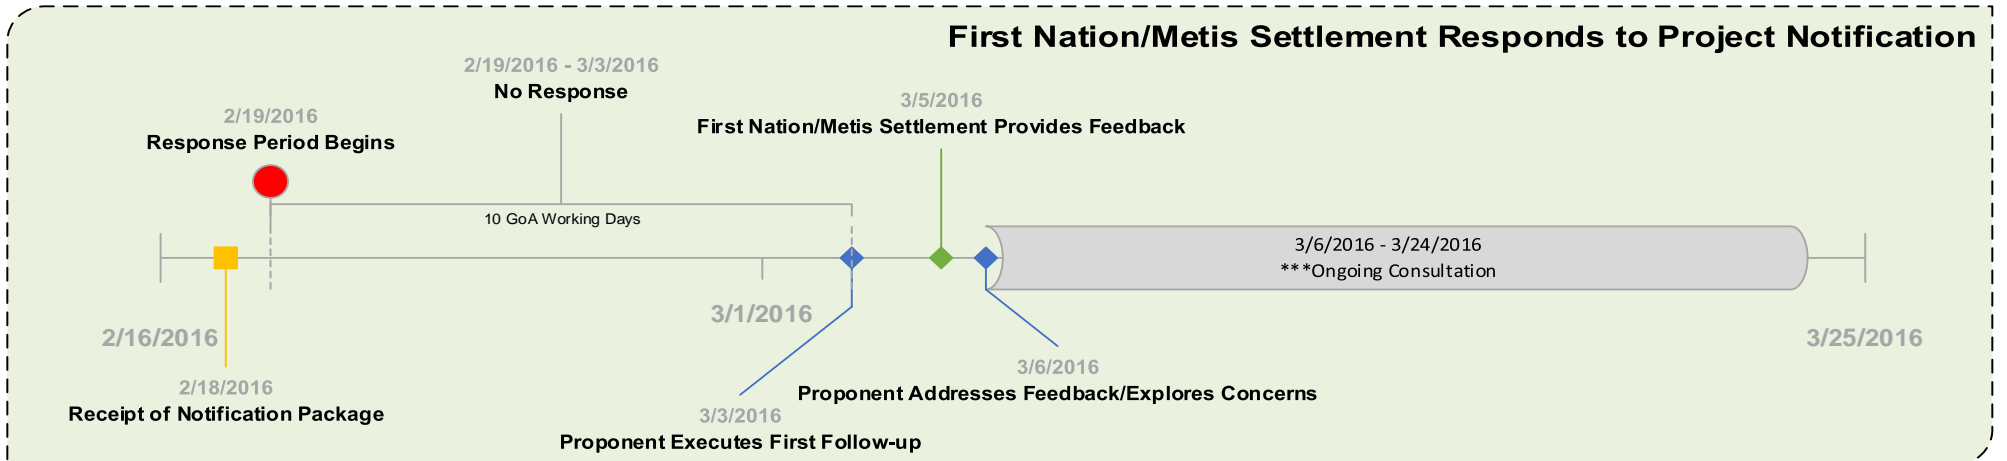 First Nation/Metis Settlement Responds to Project Notification
2/19/2016 - 3/3/2016
No Response
2/19/2016
Response Period Begins
3/5/2016
First Nation/Metis Settlement Provides Feedback
10 GoA Working Days
3/6/2016 - 3/24/2016
***Ongoing Consultation
2/16/2016
3/1/2016
3/25/2016
2/18/2016
Receipt of Notification Package
3/6/2016
Proponent Addresses Feedback/Explores Concerns
3/3/2016
Proponent Executes First Follow-up